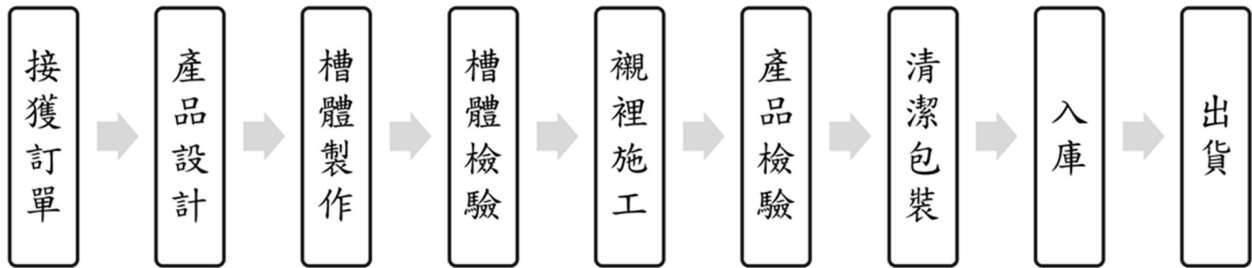 接獲訂單
產品設計
槽體製作
槽體檢驗
襯裡施工
產品檢驗
清潔包裝
入庫
出貨